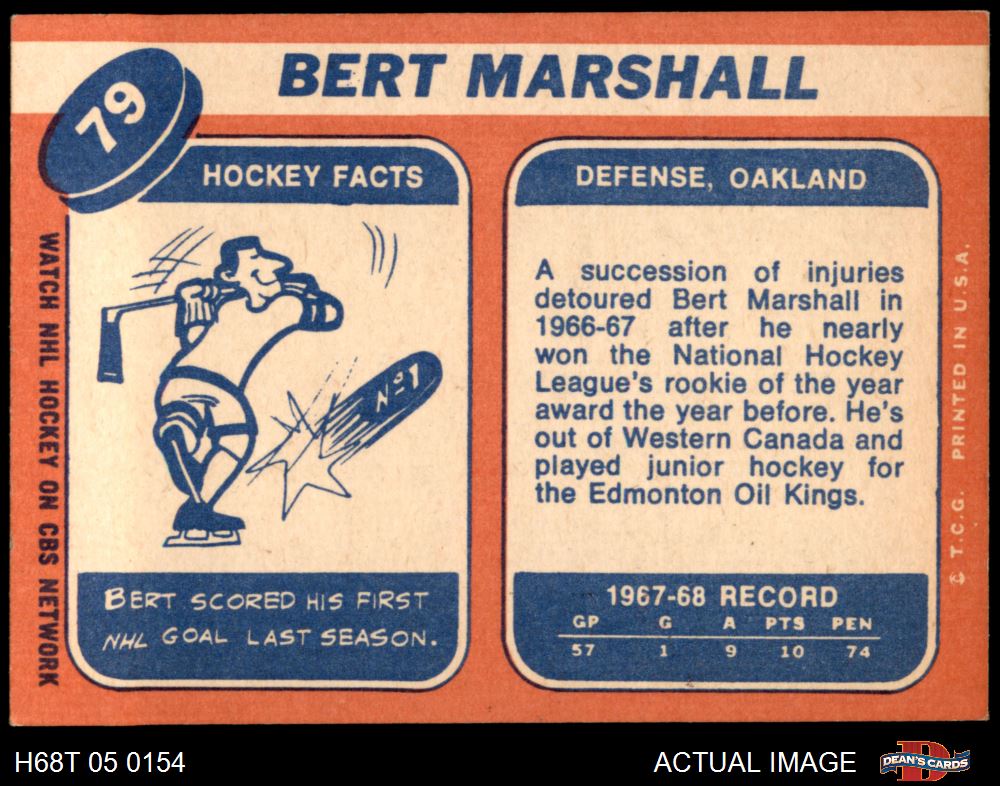 BERT MARSHALL
79
HOCKEY FACTS
No 1
BERT SCORED HIS FIRST
NHL GOAL LAST SEASON.
WATCH NHL HOCKEY ON CBS NETWORK
DEFENSE, OAKLAND
A succession of injuries
detoured Bert Marshall in
1966-67 after he nearly
won the National Hockey
League's rookie of the year
award the year before. He's
out of Western Canada and
played junior hockey for
the Edmonton Oil Kings.
1967-68 RECORD
GP G A PTS PEN
57 1 9 10 74
© T.C.G. PRINTED IN U.S.A.
H68T 05 0154
ACTUAL IMAGE
D
DEAN'S CARDS